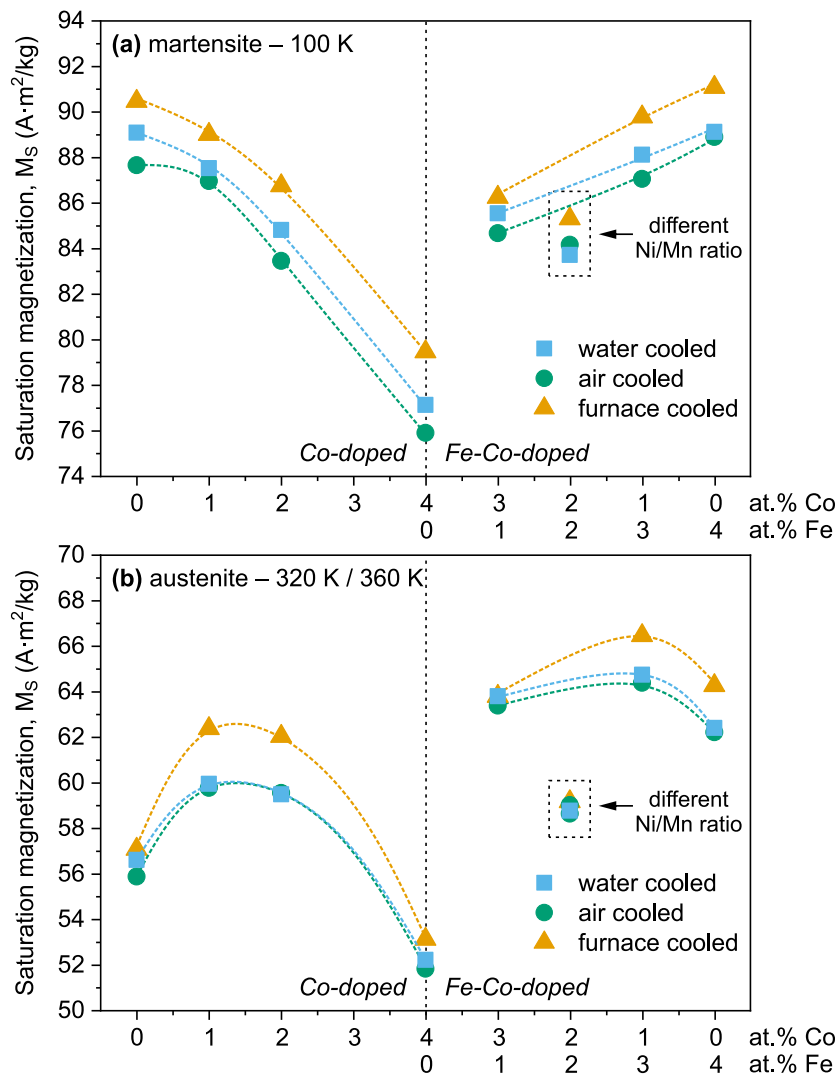 (a) martensite – 100 K
Saturation magnetization, Mₛ (A·m²/kg)
94
92
90
88
86
84
82
80
78
76
74
different
Ni/Mn ratio
water cooled
air cooled
furnace cooled
Co-doped
Fe-Co-doped
0 1 2 3 4 3 2 1 0 at.% Co
0 1 2 3 4 at.% Fe
(b) austenite – 320 K / 360 K
Saturation magnetization, Mₛ (A·m²/kg)
70
68
66
64
62
60
58
56
54
52
50
different
Ni/Mn ratio
water cooled
air cooled
furnace cooled
Co-doped
Fe-Co-doped
0 1 2 3 4 3 2 1 0 at.% Co
0 1 2 3 4 at.% Fe